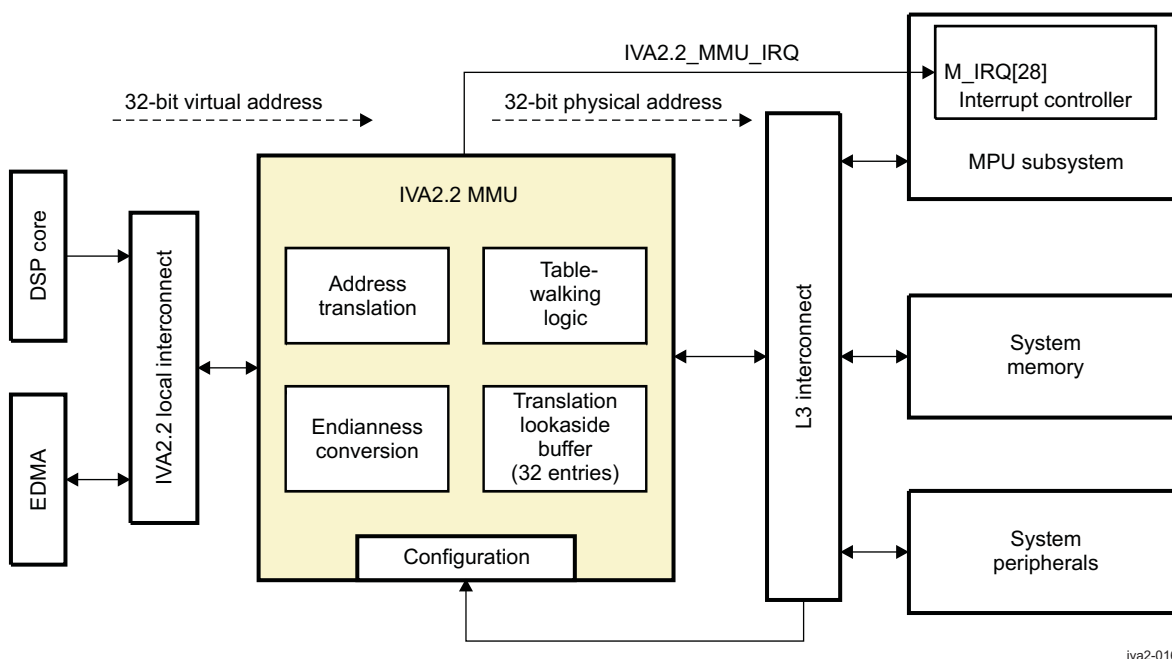 IVA2.2_MMU_IRQ
M_IRQ[28]
Interrupt controller
MPU subsystem
32-bit virtual address
32-bit physical address
DSP core
EDMA
IVA2.2 local interconnect
IVA2.2 MMU
Address
translation
Table-
walking
logic
Endianness
conversion
Translation
lookaside
buffer
(32 entries)
Configuration
L3 interconnect
System
memory
System
peripherals